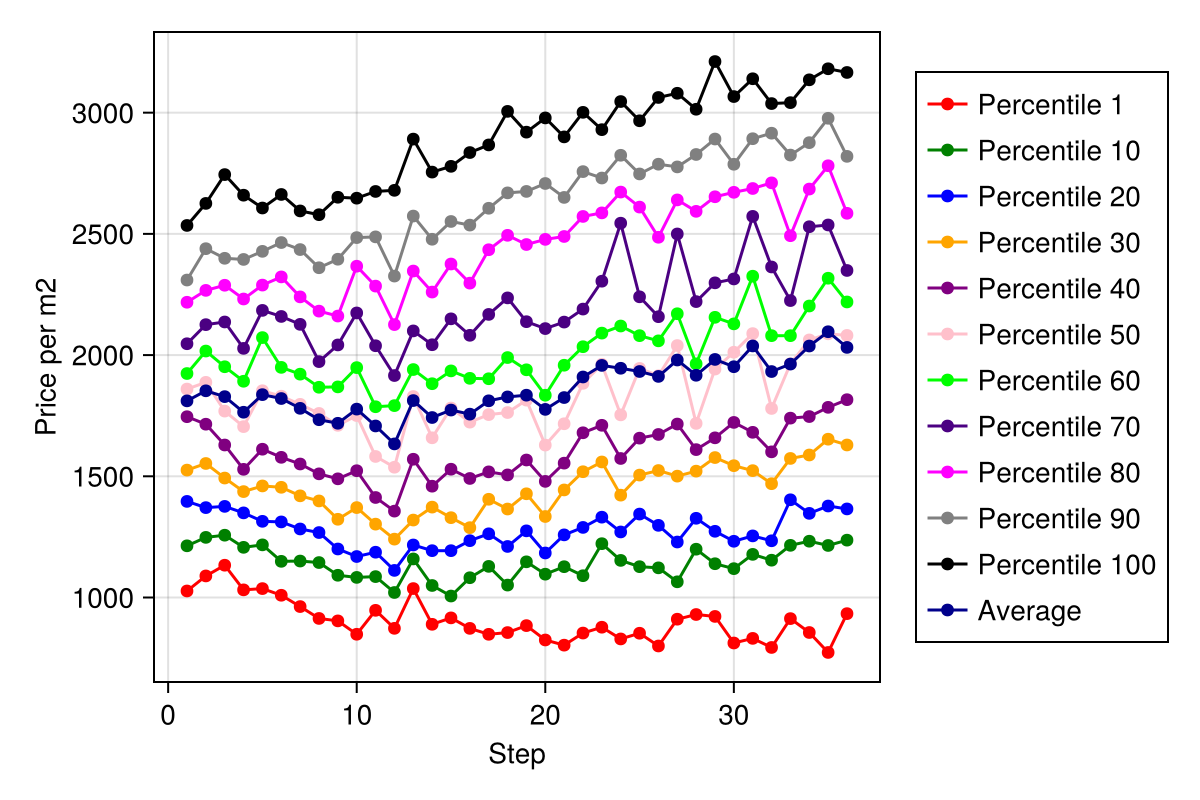 3000
2500
2000
1500
1000
Price per m2
0 10 20 30
Step
Percentile 1
Percentile 10
Percentile 20
Percentile 30
Percentile 40
Percentile 50
Percentile 60
Percentile 70
Percentile 80
Percentile 90
Percentile 100
Average